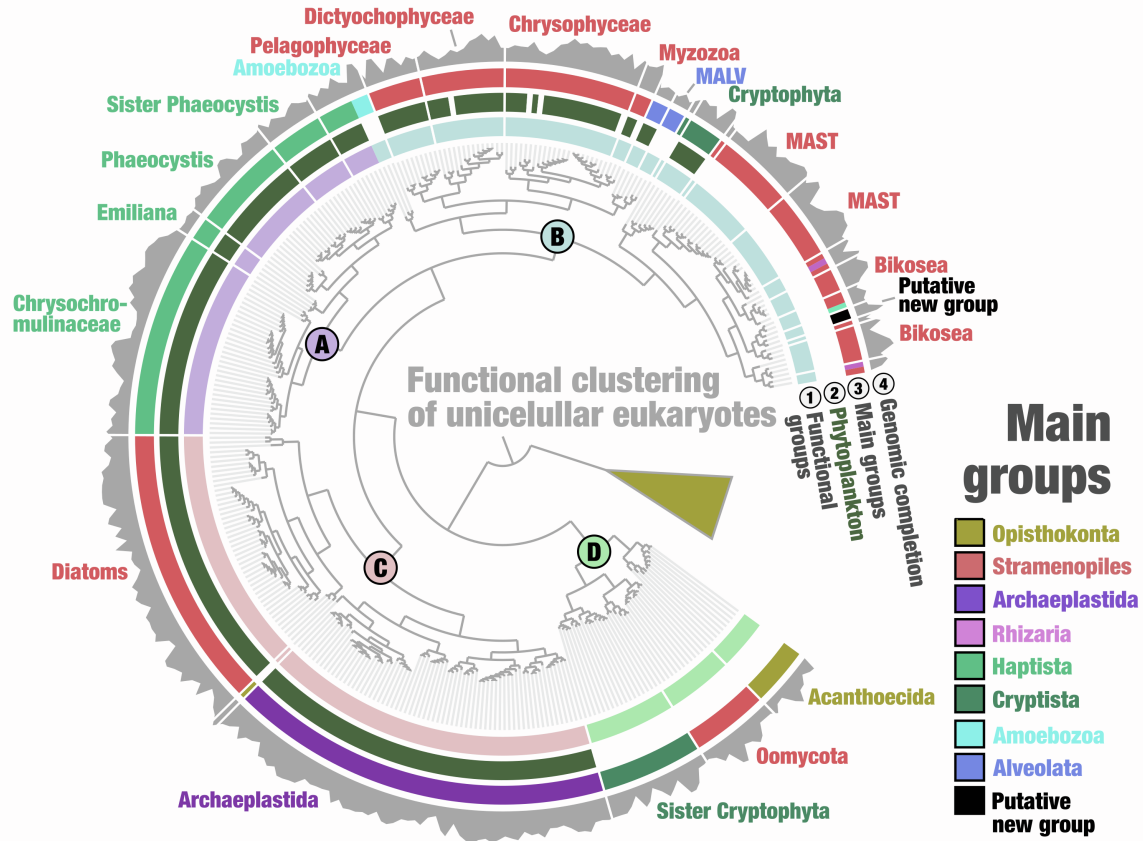 Dictyochophyceae
Chrysophyceae
Pelagophyceae
Myzozoa
Amoebozoa
MALV
Cryptophyta
Sister Phaeocystis
MAST
Phaeocystis
MAST
Emiliana
B
Bikosea
Putative
new group
Chrysochro-
mulinaceae
Bikosea
A
Functional clustering
of unicelullar eukaryotes
1
2
3
4
Functional
groups
Phytoplankton
Main groups
Genomic completion
Main
groups
Opisthokonta
Stramenopiles
Archaeplastida
Rhizaria
Haptista
Cryptista
Amoebozoa
Alveolata
Putative
new group
D
C
Diatoms
Acanthoecida
Oomycota
Archaeplastida
Sister Cryptophyta